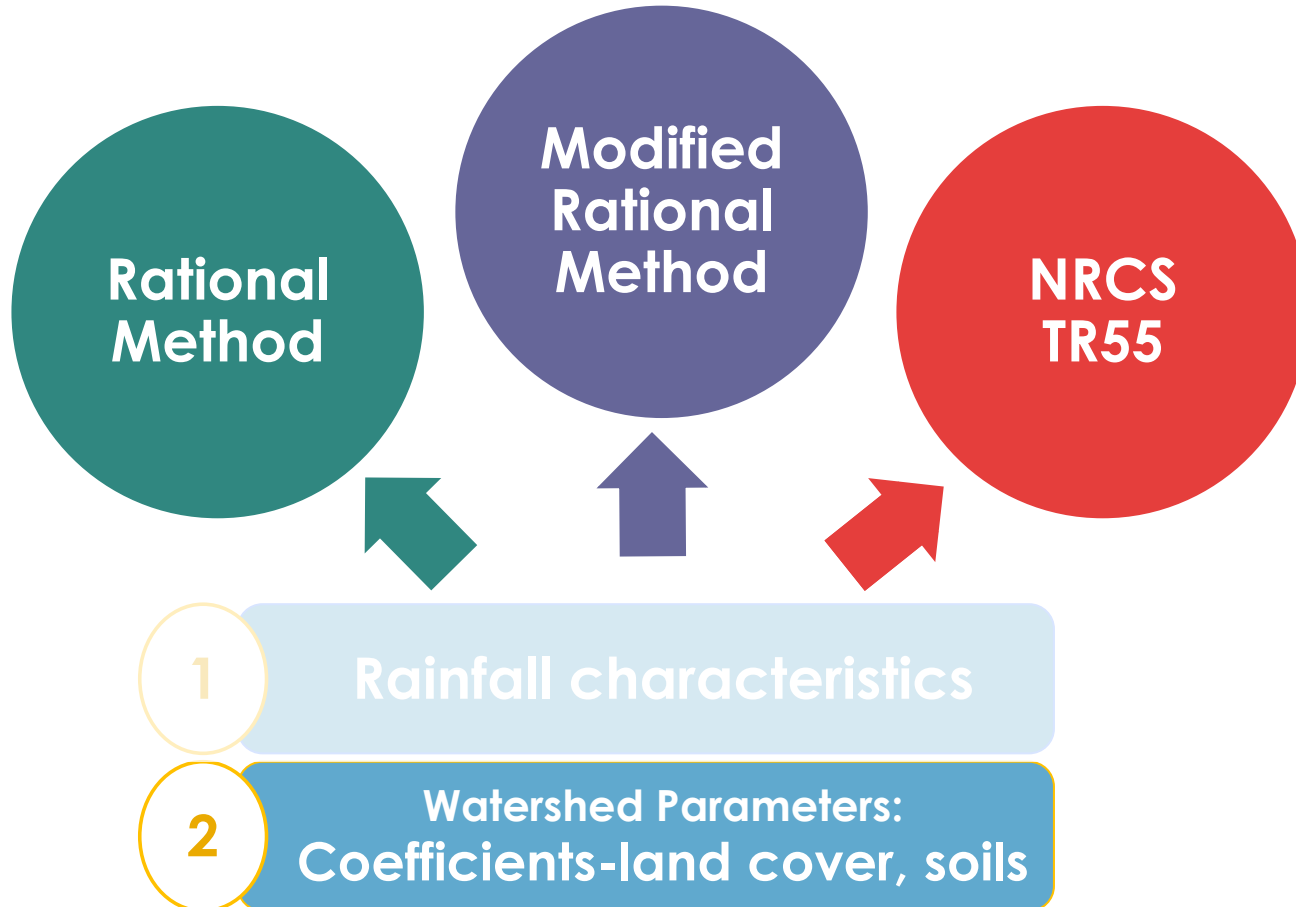 Rational
Method
Modified
Rational
Method
NRCS
TR55
1
Rainfall characteristics
2
Watershed Parameters:
Coefficients-land cover, soils